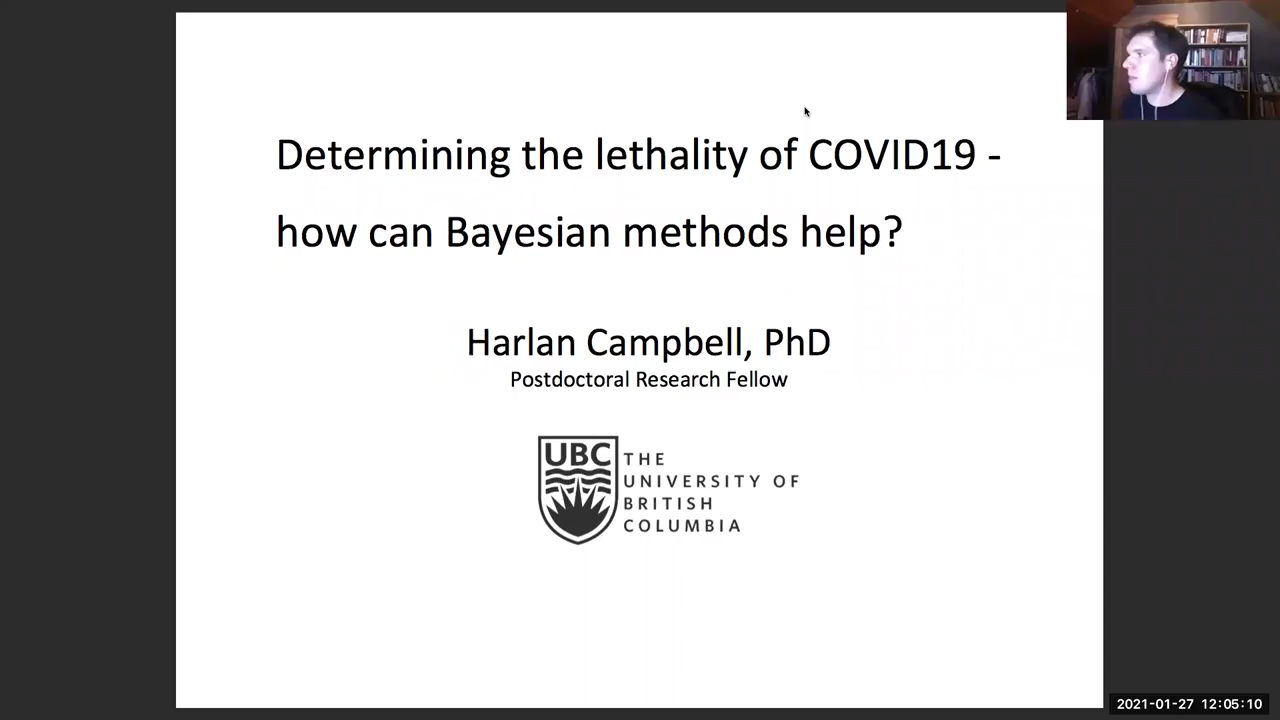 Determining the lethality of COVID19 -
how can Bayesian methods help?
Harlan Campbell, PhD
Postdoctoral Research Fellow
UBC
THE
UNIVERSITY OF
BRITISH
COLUMBIA
2021-01-27 12:05:10